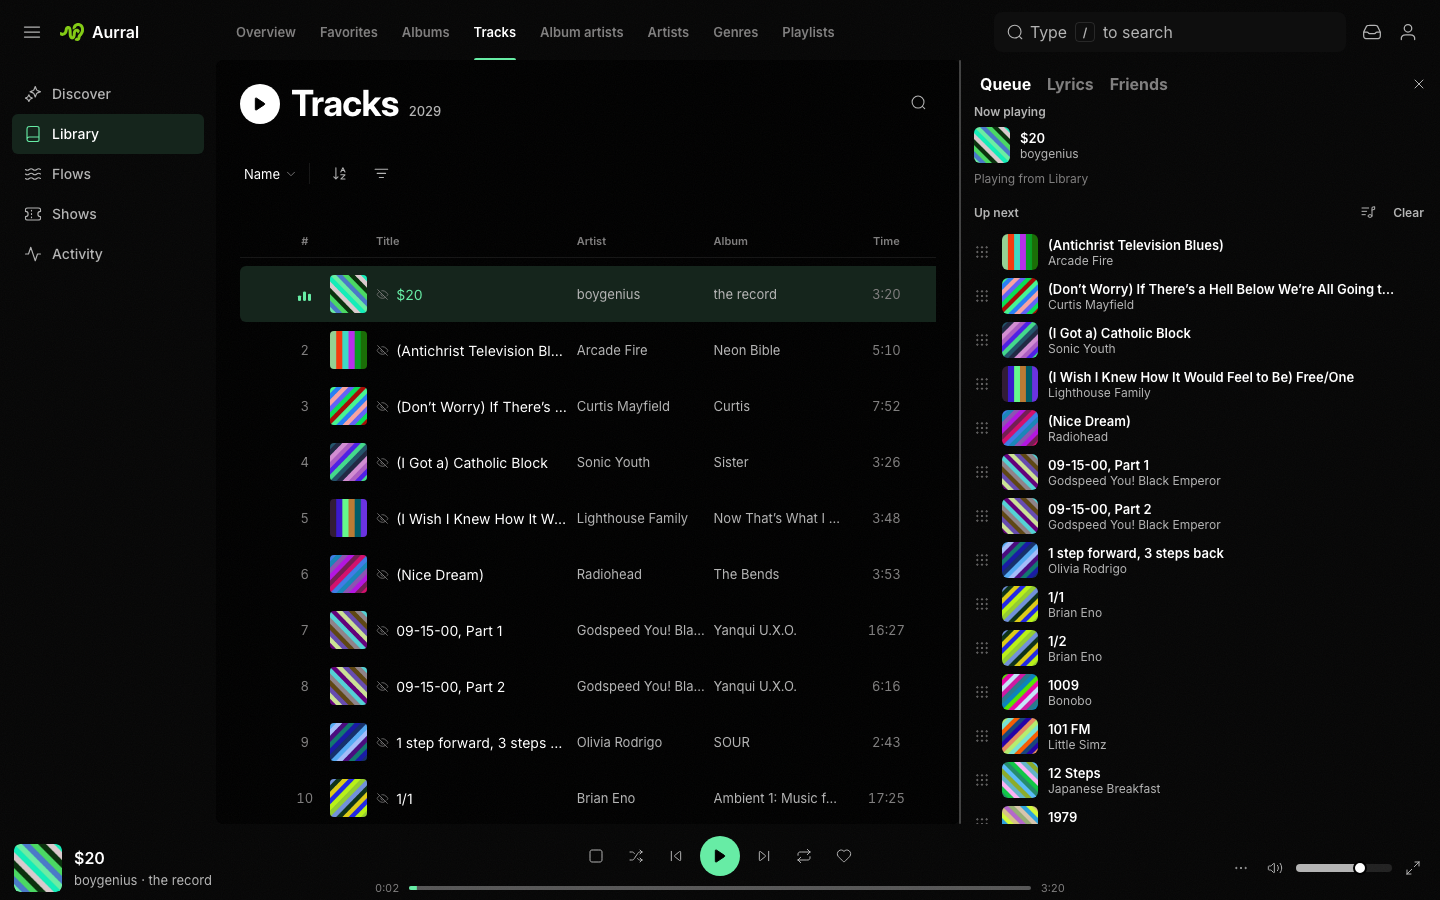 Aurral
Overview Favorites Albums Tracks Album artists Artists Genres Playlists
Type / to search
Discover
Library
Flows
Shows
Activity
Tracks 2029
Name
# Title Artist Album Time
$20 boygenius the record 3:20
2 (Antichrist Television Bl... Arcade Fire Neon Bible 5:10
3 (Don't Worry) If There's ... Curtis Mayfield Curtis 7:52
4 (I Got a) Catholic Block Sonic Youth Sister 3:26
5 (I Wish I Knew How It W... Lighthouse Family Now That's What I ... 3:48
6 (Nice Dream) Radiohead The Bends 3:53
7 09-15-00, Part 1 Godspeed You! Bla... Yanqui U.X.O. 16:27
8 09-15-00, Part 2 Godspeed You! Bla... Yanqui U.X.O. 6:16
9 1 step forward, 3 steps ... Olivia Rodrigo SOUR 2:43
10 1/1 Brian Eno Ambient 1: Music f... 17:25
Queue Lyrics Friends
Now playing
$20
boygenius
Playing from Library
Up next Clear
(Antichrist Television Blues)
Arcade Fire
(Don't Worry) If There's a Hell Below We're All Going t...
Curtis Mayfield
(I Got a) Catholic Block
Sonic Youth
(I Wish I Knew How It Would Feel to Be) Free/One
Lighthouse Family
(Nice Dream)
Radiohead
09-15-00, Part 1
Godspeed You! Black Emperor
09-15-00, Part 2
Godspeed You! Black Emperor
1 step forward, 3 steps back
Olivia Rodrigo
1/1
Brian Eno
1/2
Brian Eno
1009
Bonobo
101 FM
Little Simz
12 Steps
Japanese Breakfast
1979
$20
boygenius · the record
0:02 3:20